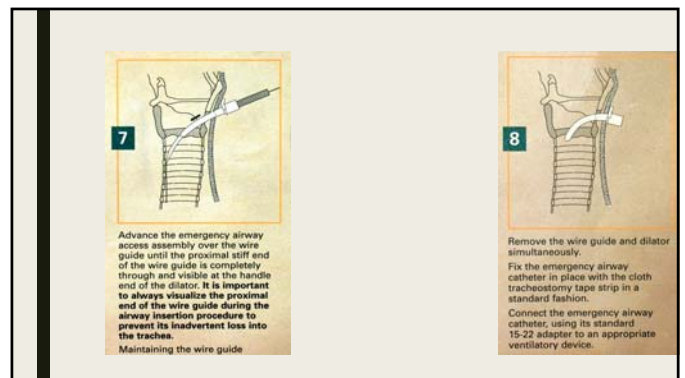 7
Advance the emergency airway
access assembly over the wire
guide until the proximal stiff end
of the wire guide is completely
through and visible at the handle
end of the dilator. It is important
to always visualize the proximal
end of the wire guide during the
airway insertion procedure to
prevent its inadvertent loss into
the trachea.
Maintaining the wire guide
8
Remove the wire guide and dilator
simultaneously.
Fix the emergency airway
catheter in place with the cloth
tracheostomy tape strip in a
standard fashion.
Connect the emergency airway
catheter, using its standard
15-22 adapter to an appropriate
ventilatory device.